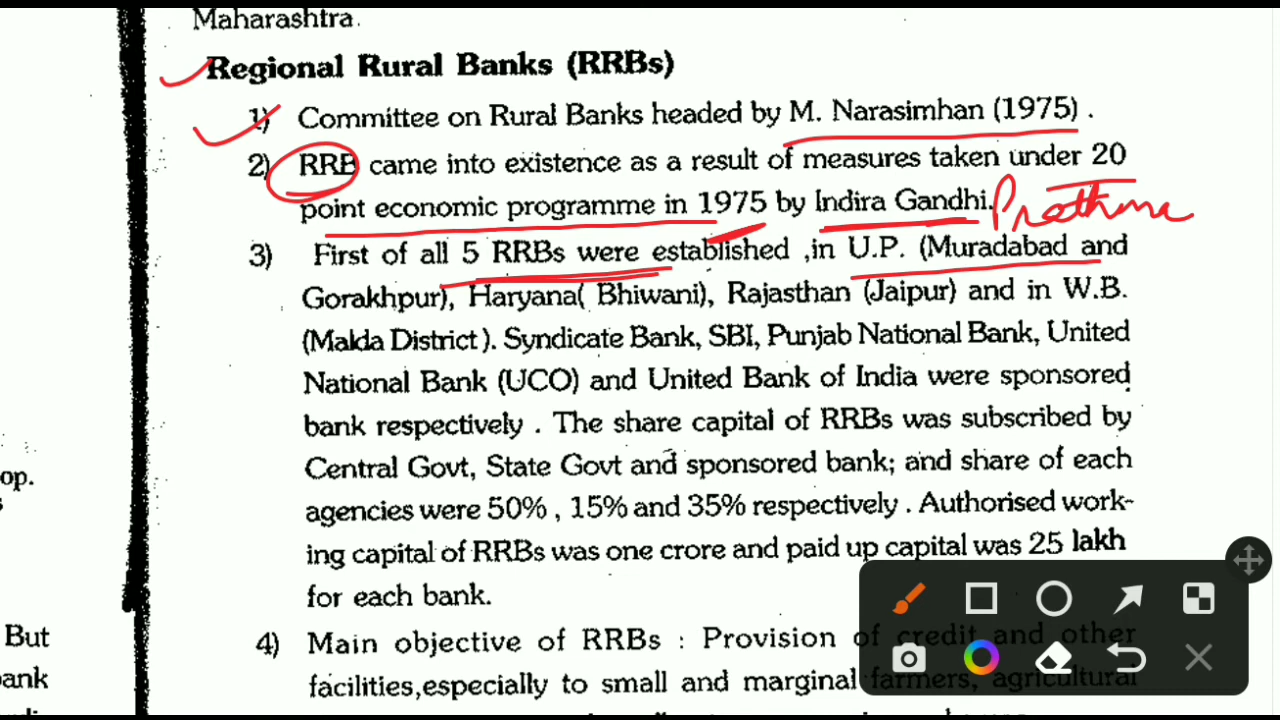 Maharashtra.
Regional Rural Banks (RRBs)
1) Committee on Rural Banks headed by M. Narasimhan (1975) .
2) RRB came into existence as a result of measures taken under 20
point economic programme in 1975 by Indira Gandhi.
Prathma
3) First of all 5 RRBs were established ,in U.P. (Muradabad and
Gorakhpur), Haryana( Bhiwani), Rajasthan (Jaipur) and in W.B.
(Malda District). Syndicate Bank, SBI, Punjab National Bank, United
National Bank (UCO) and United Bank of India were sponsored
bank respectively . The share capital of RRBs was subscribed by
Central Govt, State Govt and sponsored bank; and share of each
op.
agencies were 50% , 15% and 35% respectively . Authorised work-
ing capital of RRBs was one crore and paid up capital was 25 lakh
for each bank.
But
4) Main objective of RRBs : Provision of credit and other
ank
facilities,especially to small and marginal farmers, agricultural